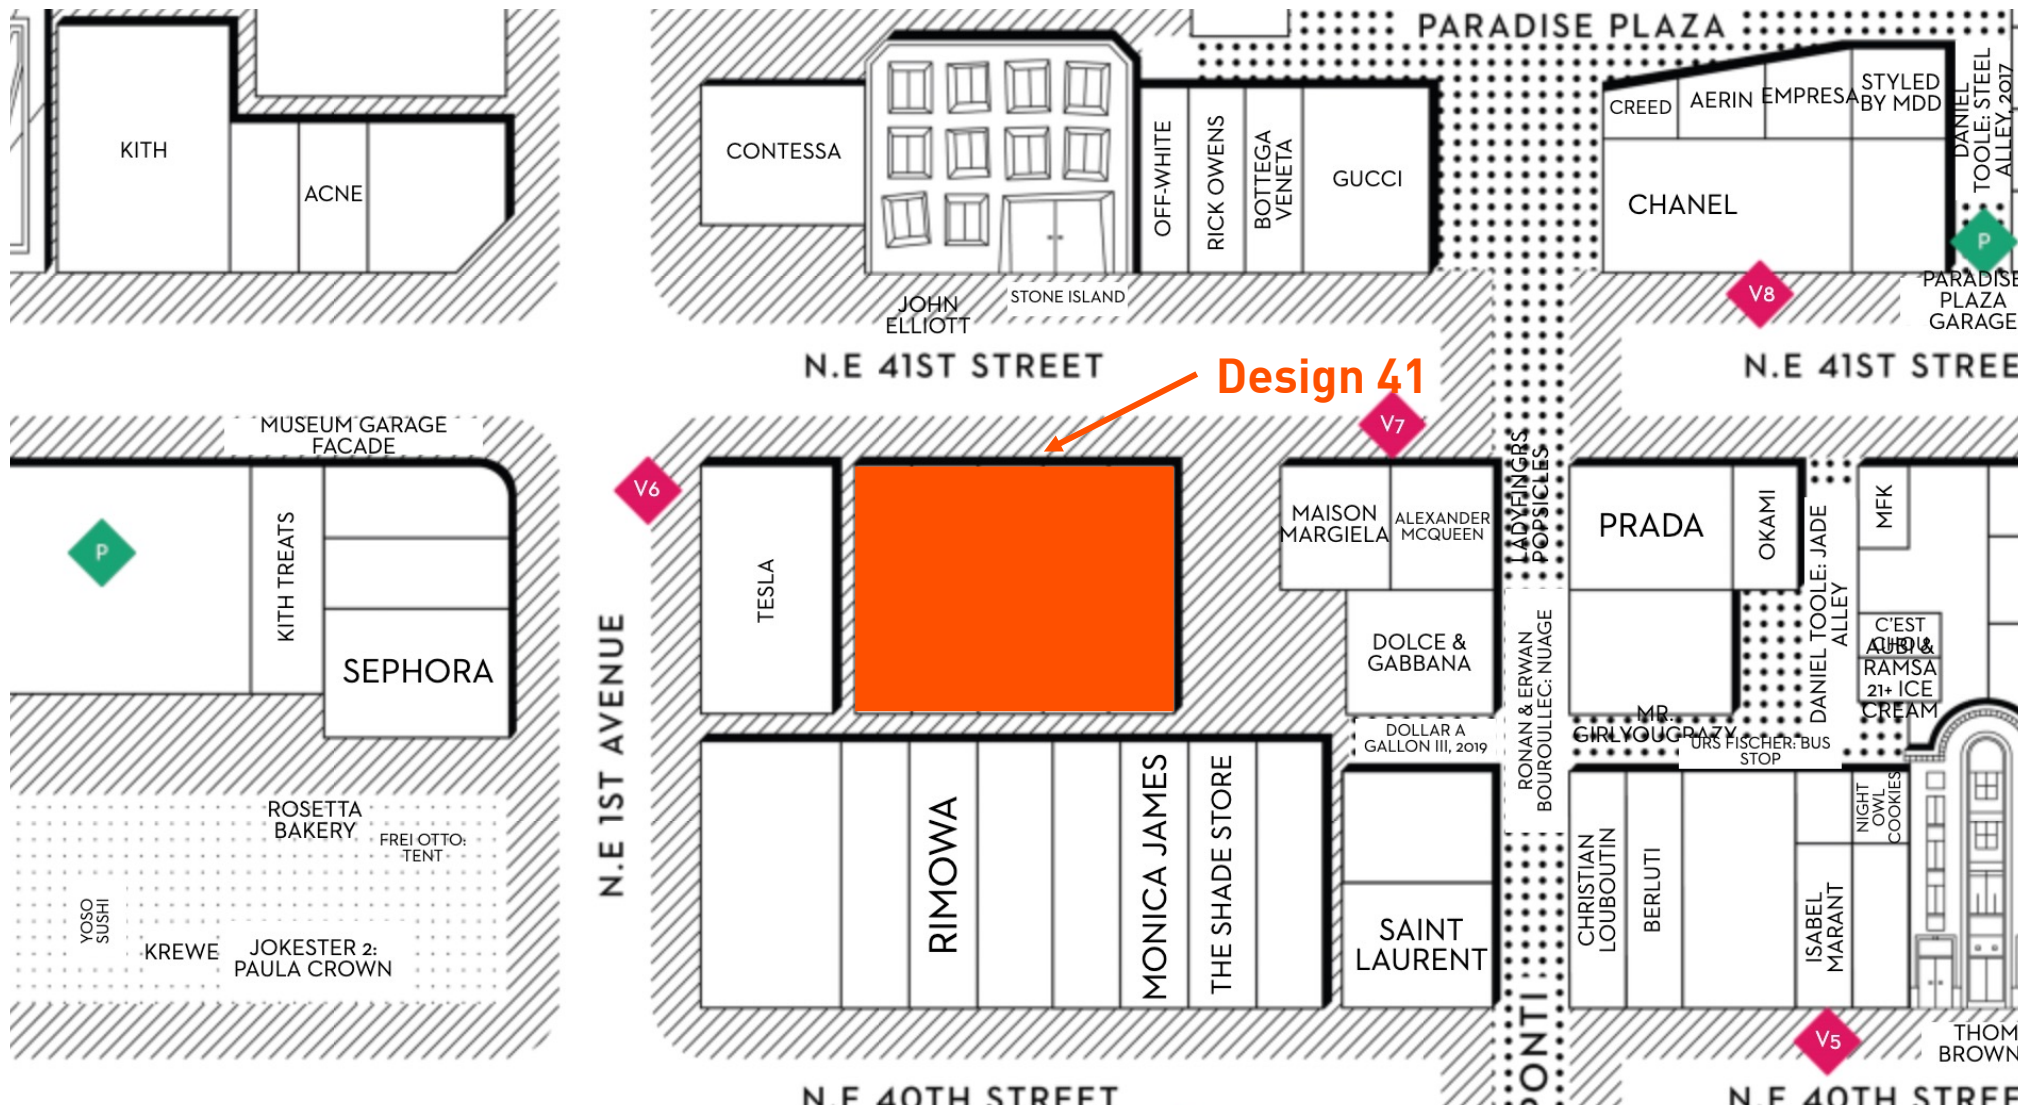 PARADISE PLAZA
KITH
ACNE
CONTESSA
OFF-WHITE
RICK OWENS
BOTTEGA
VENETA
GUCCI
CREED
AERIN
EMPRESA
STYLED
BY MDD
CHANEL
DANIEL
TOOLE: STEEL
ALLEY, 2017
P
PARADISE
PLAZA
GARAGE
V8
JOHN
ELLIOTT
STONE ISLAND
N.E 41ST STREET
N.E 41ST STREE
Design 41
V7
MUSEUM GARAGE
FACADE
V6
P
KITH TREATS
SEPHORA
N.E 1ST AVENUE
TESLA
MAISON
MARGIELA
ALEXANDER
MCQUEEN
LADYFINGRS
POPSICLES
PRADA
OKAMI
DANIEL TOOLE: JADE
ALLEY
MFK
DOLCE &
GABBANA
RONAN & ERWAN
BOUROULLEC: NUAGE
C'EST
CHOU
AUBI &
RAMSA
21+ ICE
CREAM
DOLLAR A
GALLON III, 2019
MR.
GIRLYOUCRAZY
URS FISCHER: BUS
STOP
ROSETTA
BAKERY
FREI OTTO:
TENT
YOSO
SUSHI
KREWE
JOKESTER 2:
PAULA CROWN
RIMOWA
MONICA JAMES
THE SHADE STORE
SAINT
LAURENT
CHRISTIAN
LOUBOUTIN
BERLUTI
ISABEL
MARANT
NIGHT
OWL
COOKIES
PONTI
V5
THOM
BROWN
N.E 40TH STREET
N.E 40TH STREE